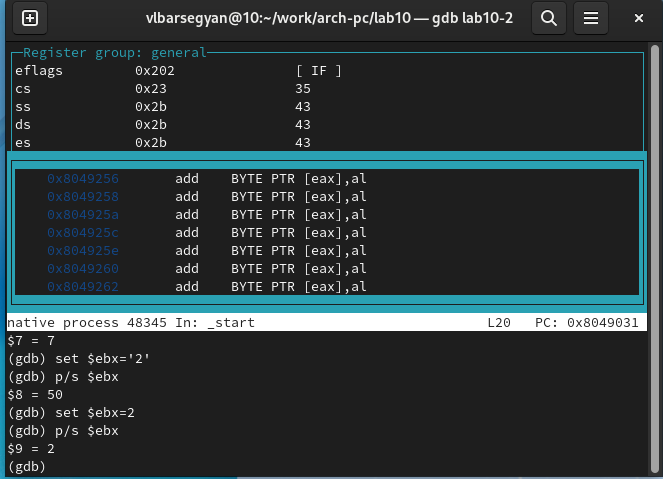 vlbarsegyan@10:~/work/arch-pc/lab10 — gdb lab10-2
Register group: general
eflags 0x202 [ IF ]
cs 0x23 35
ss 0x2b 43
ds 0x2b 43
es 0x2b 43
0x8049256 add BYTE PTR [eax],al
0x8049258 add BYTE PTR [eax],al
0x804925a add BYTE PTR [eax],al
0x804925c add BYTE PTR [eax],al
0x804925e add BYTE PTR [eax],al
0x8049260 add BYTE PTR [eax],al
0x8049262 add BYTE PTR [eax],al
native process 48345 In: _start L20 PC: 0x8049031
$7 = 7
(gdb) set $ebx='2'
(gdb) p/s $ebx
$8 = 50
(gdb) set $ebx=2
(gdb) p/s $ebx
$9 = 2
(gdb)